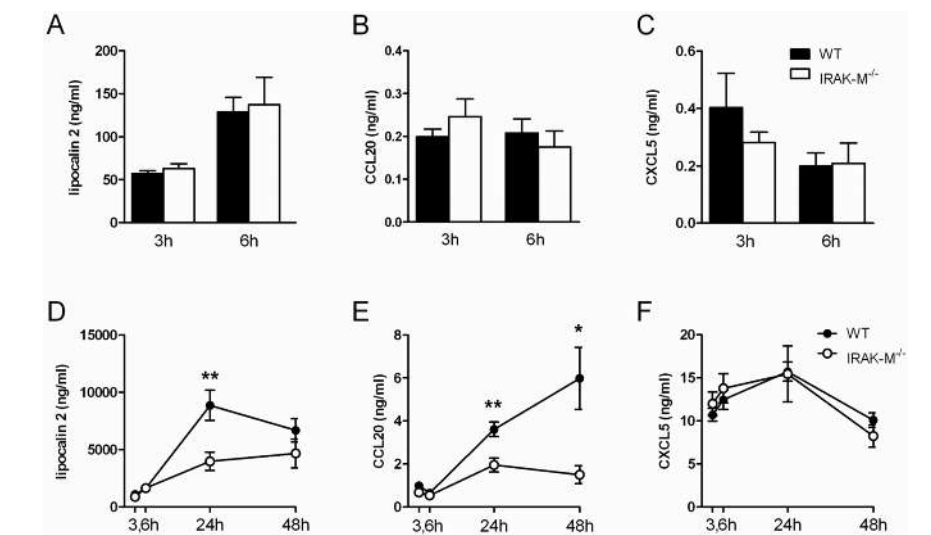 A
lipocalin 2 (ng/ml)
200
150
100
50
0
3h 6h
B
CCL20 (ng/ml)
0.4
0.3
0.2
0.1
0.0
3h 6h
C
CXCL5 (ng/ml)
0.6
0.4
0.2
0.0
3h 6h
WT
IRAK-M-/-
D
lipocalin 2 (ng/ml)
15000
10000
5000
0
**
3,6h 24h 48h
E
CCL20 (ng/ml)
8
6
4
2
0
**
*
3,6h 24h 48h
F
CXCL5 (ng/ml)
20
15
10
5
0
3,6h 24h 48h
WT
IRAK-M-/-